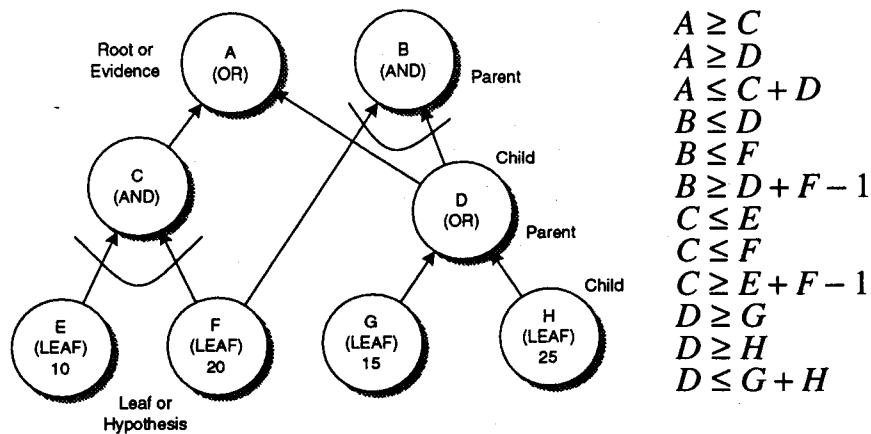 Root or
Evidence
A
(OR)
B
(AND)
Parent
C
(AND)
Child
D
(OR)
Parent
E
(LEAF)
10
F
(LEAF)
20
G
(LEAF)
15
H
(LEAF)
25
Child
Leaf or
Hypothesis
A ≥ C
A ≥ D
A ≤ C + D
B ≤ D
B ≤ F
B ≥ D + F − 1
C ≤ E
C ≤ F
C ≥ E + F − 1
D ≥ G
D ≥ H
D ≤ G + H